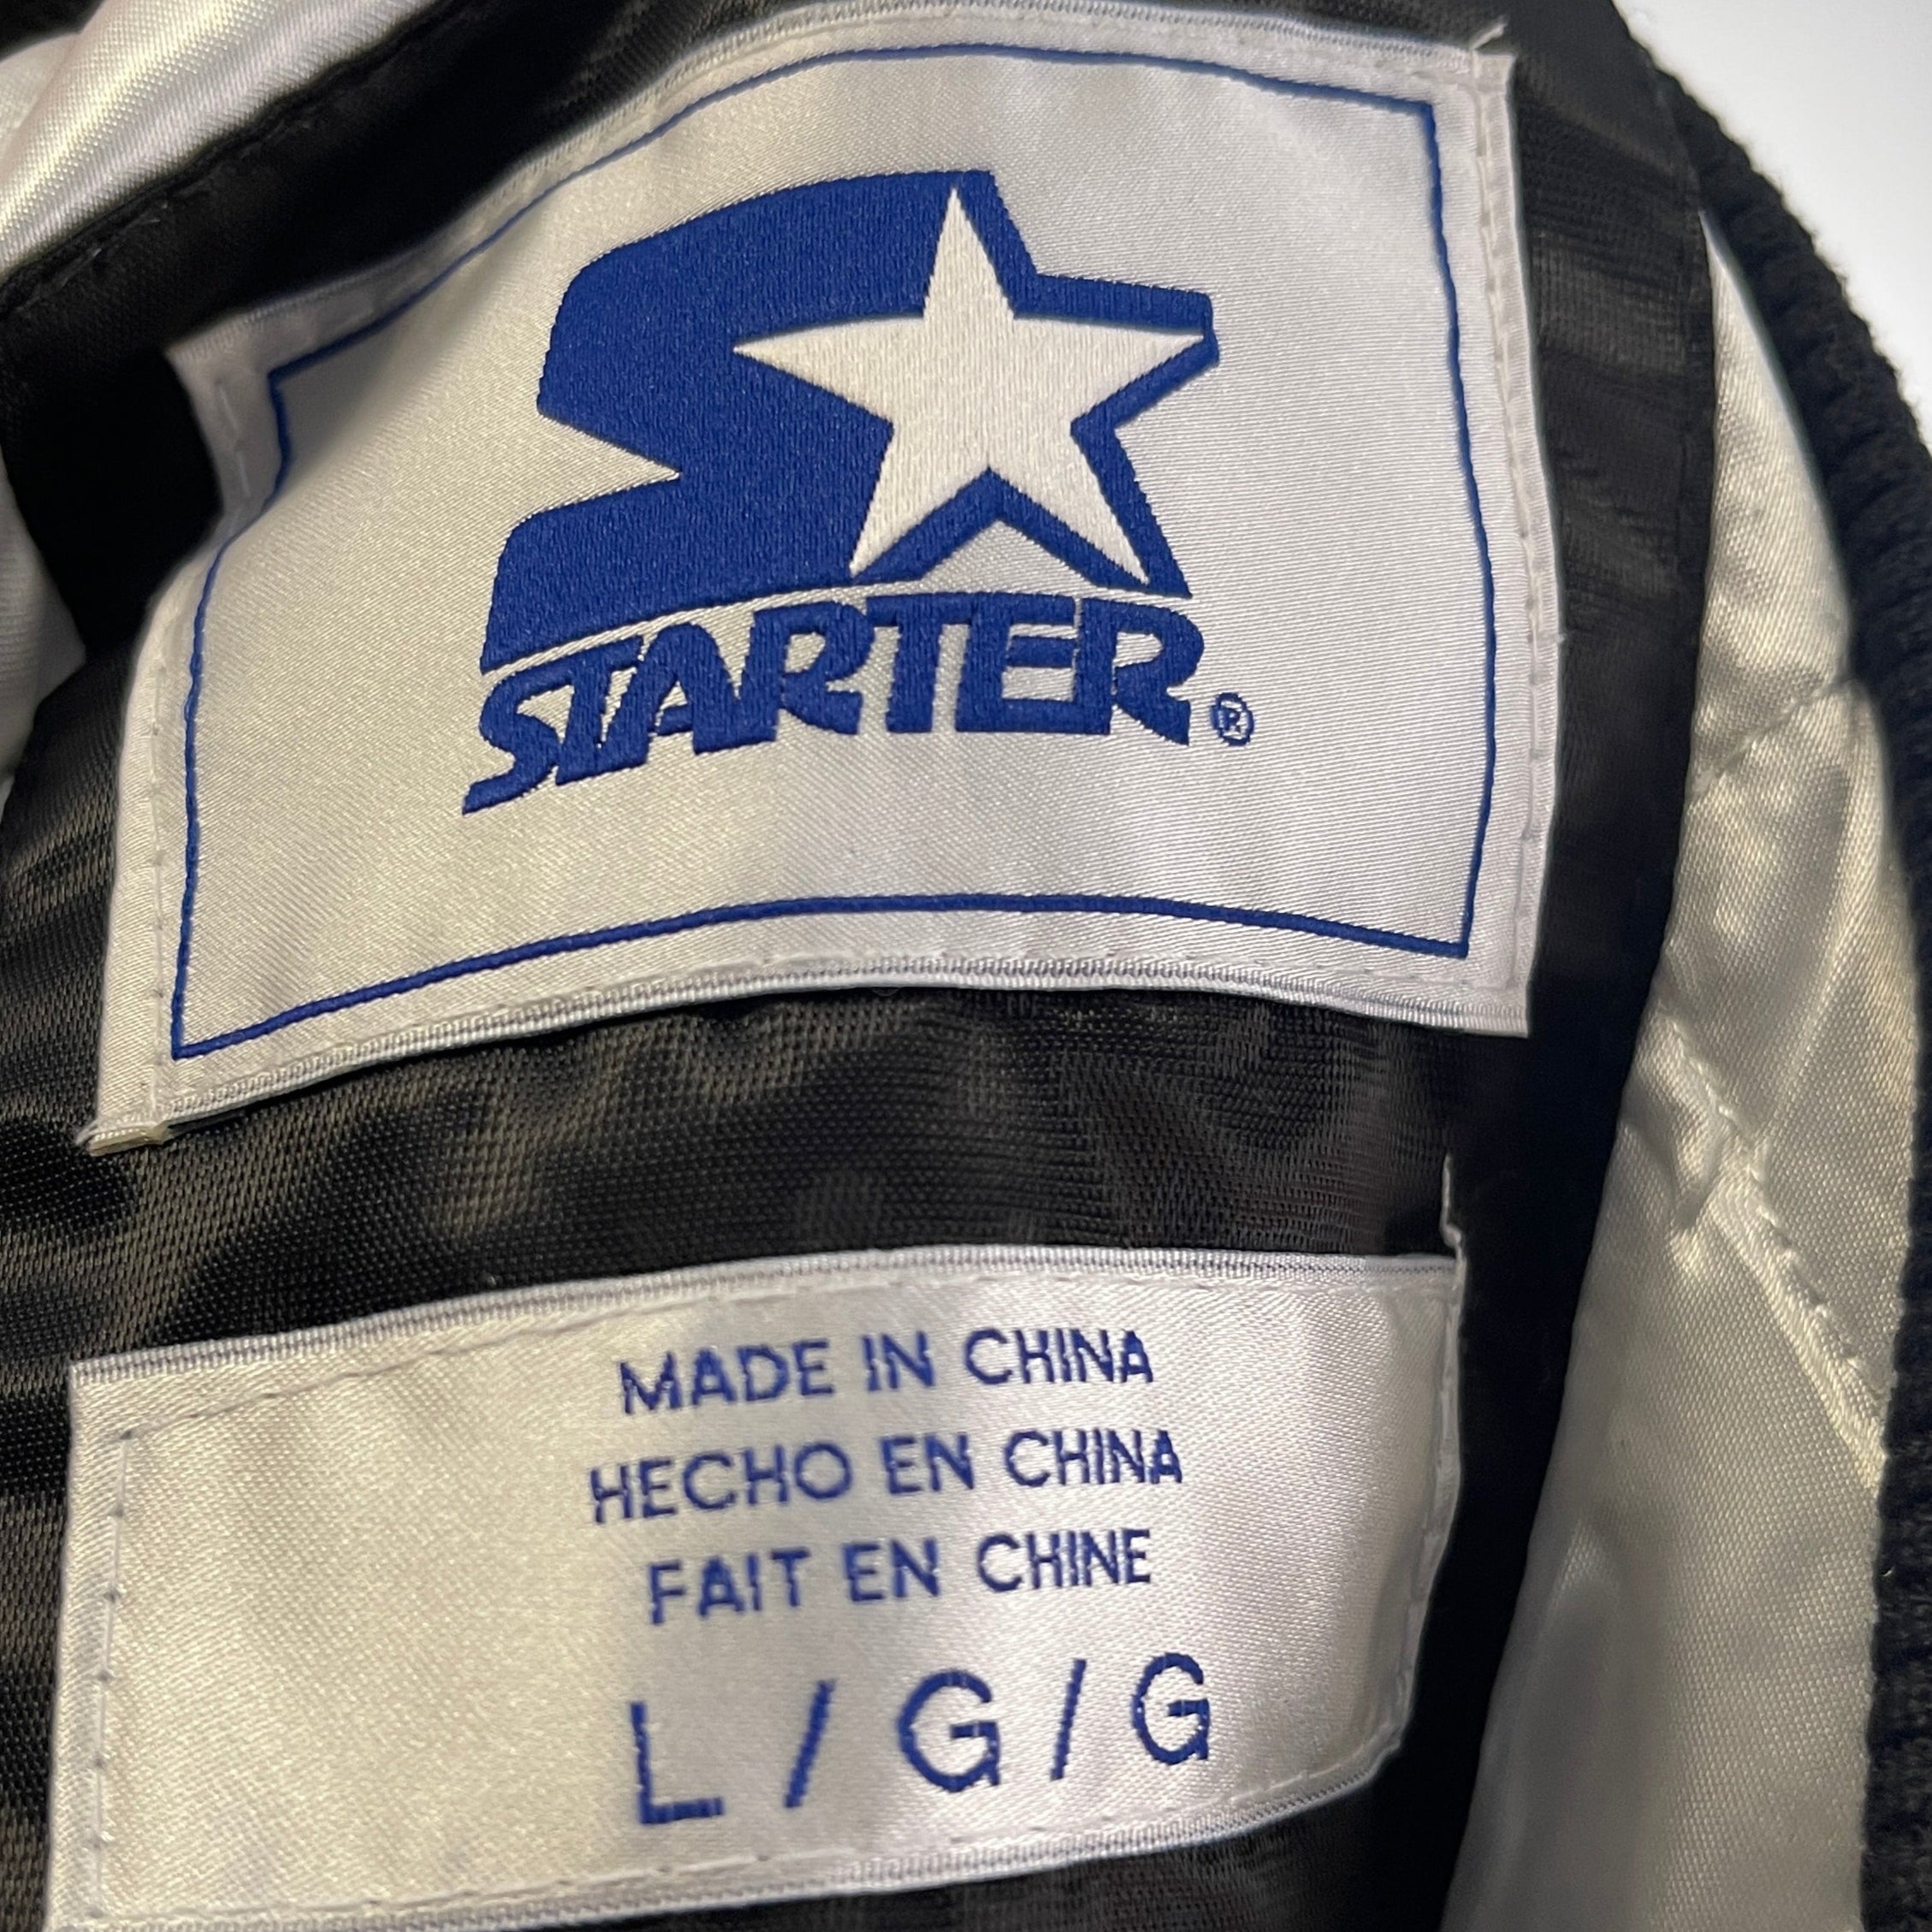 STARTER®
MADE IN CHINA
HECHO EN CHINA
FAIT EN CHINE
L / G / G